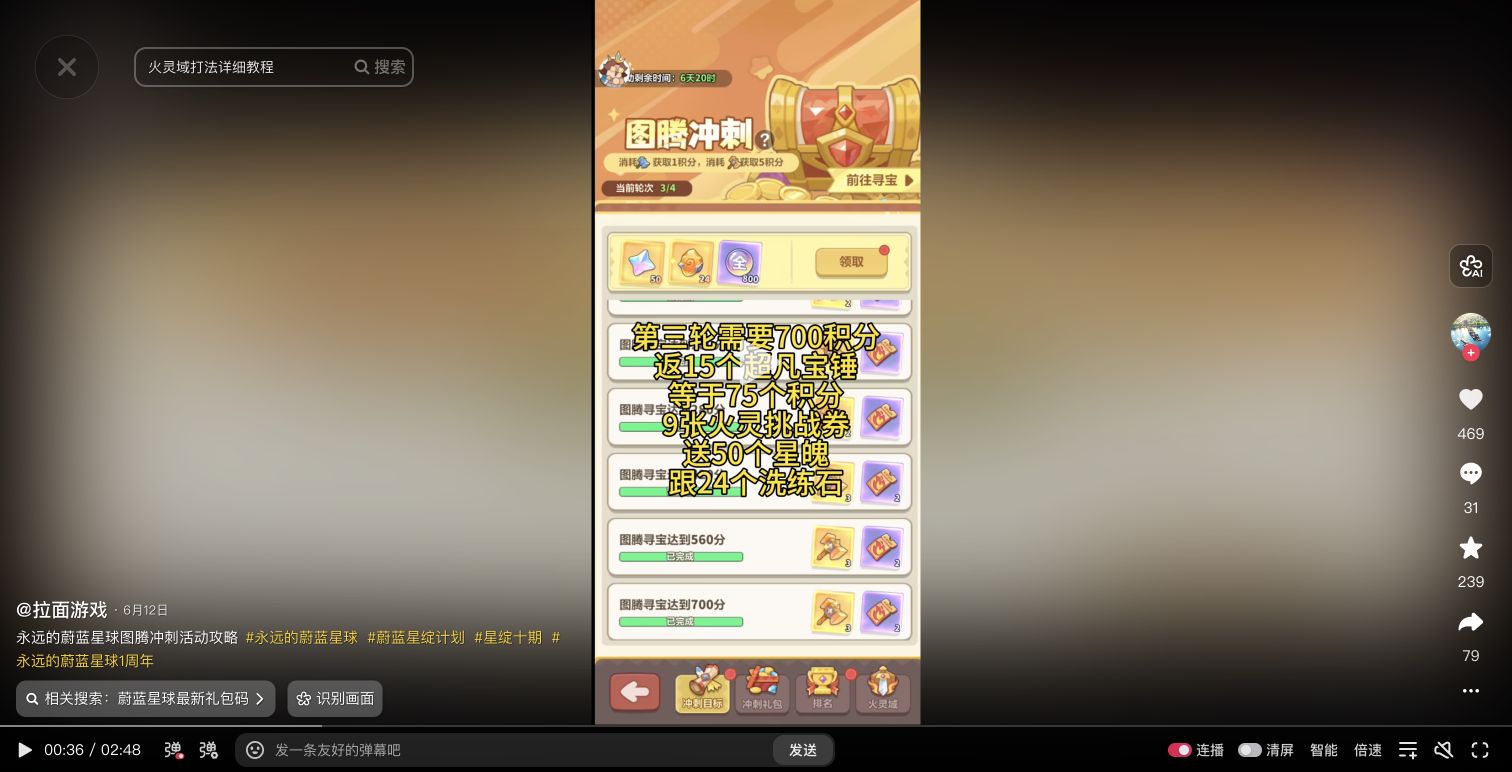 火灵域打法详细教程
搜索
动剩余时间：6天20时
图腾冲刺
?
消耗 获取1积分，消耗 获取5积分
前往寻宝
当前轮次 3/4
50
24
全
800
领取
2
第三轮需要700积分
返15个超凡宝锤
等于75个积分
9张火灵挑战券
送50个星魄
跟24个洗练石
图腾寻宝达
图腾寻宝
3
2
图腾寻宝达到560分
已完成
3
2
图腾寻宝达到700分
已完成
3
2
冲刺目标
冲刺礼包
排名
火灵域
AI
469
31
239
79
@拉面游戏 · 6月12日
永远的蔚蓝星球图腾冲刺活动攻略 #永远的蔚蓝星球 #蔚蓝星绽计划 #星绽十期 #
永远的蔚蓝星球1周年
相关搜索：蔚蓝星球最新礼包码
识别画面
00:36 / 02:48
弹
弹
发一条友好的弹幕吧
发送
连播
清屏
智能
倍速